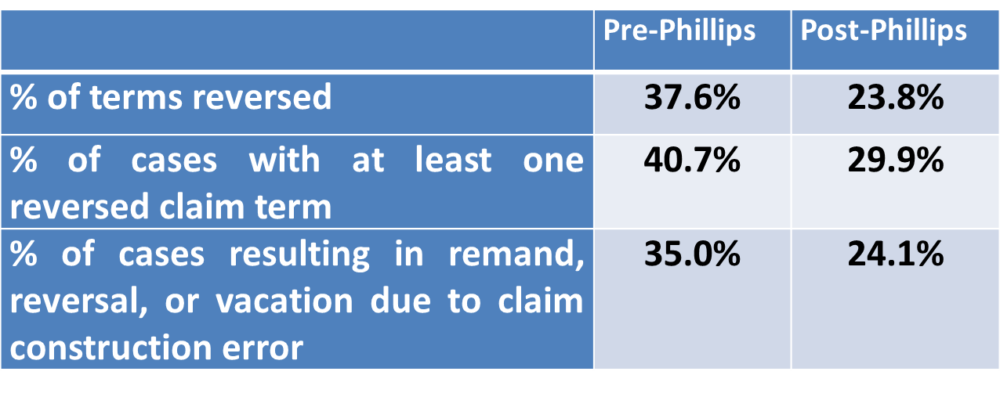 Pre-Phillips Post-Phillips
% of terms reversed 37.6% 23.8%
% of cases with at least one 40.7% 29.9%
reversed claim term
% of cases resulting in remand, 35.0% 24.1%
reversal, or vacation due to claim
construction error